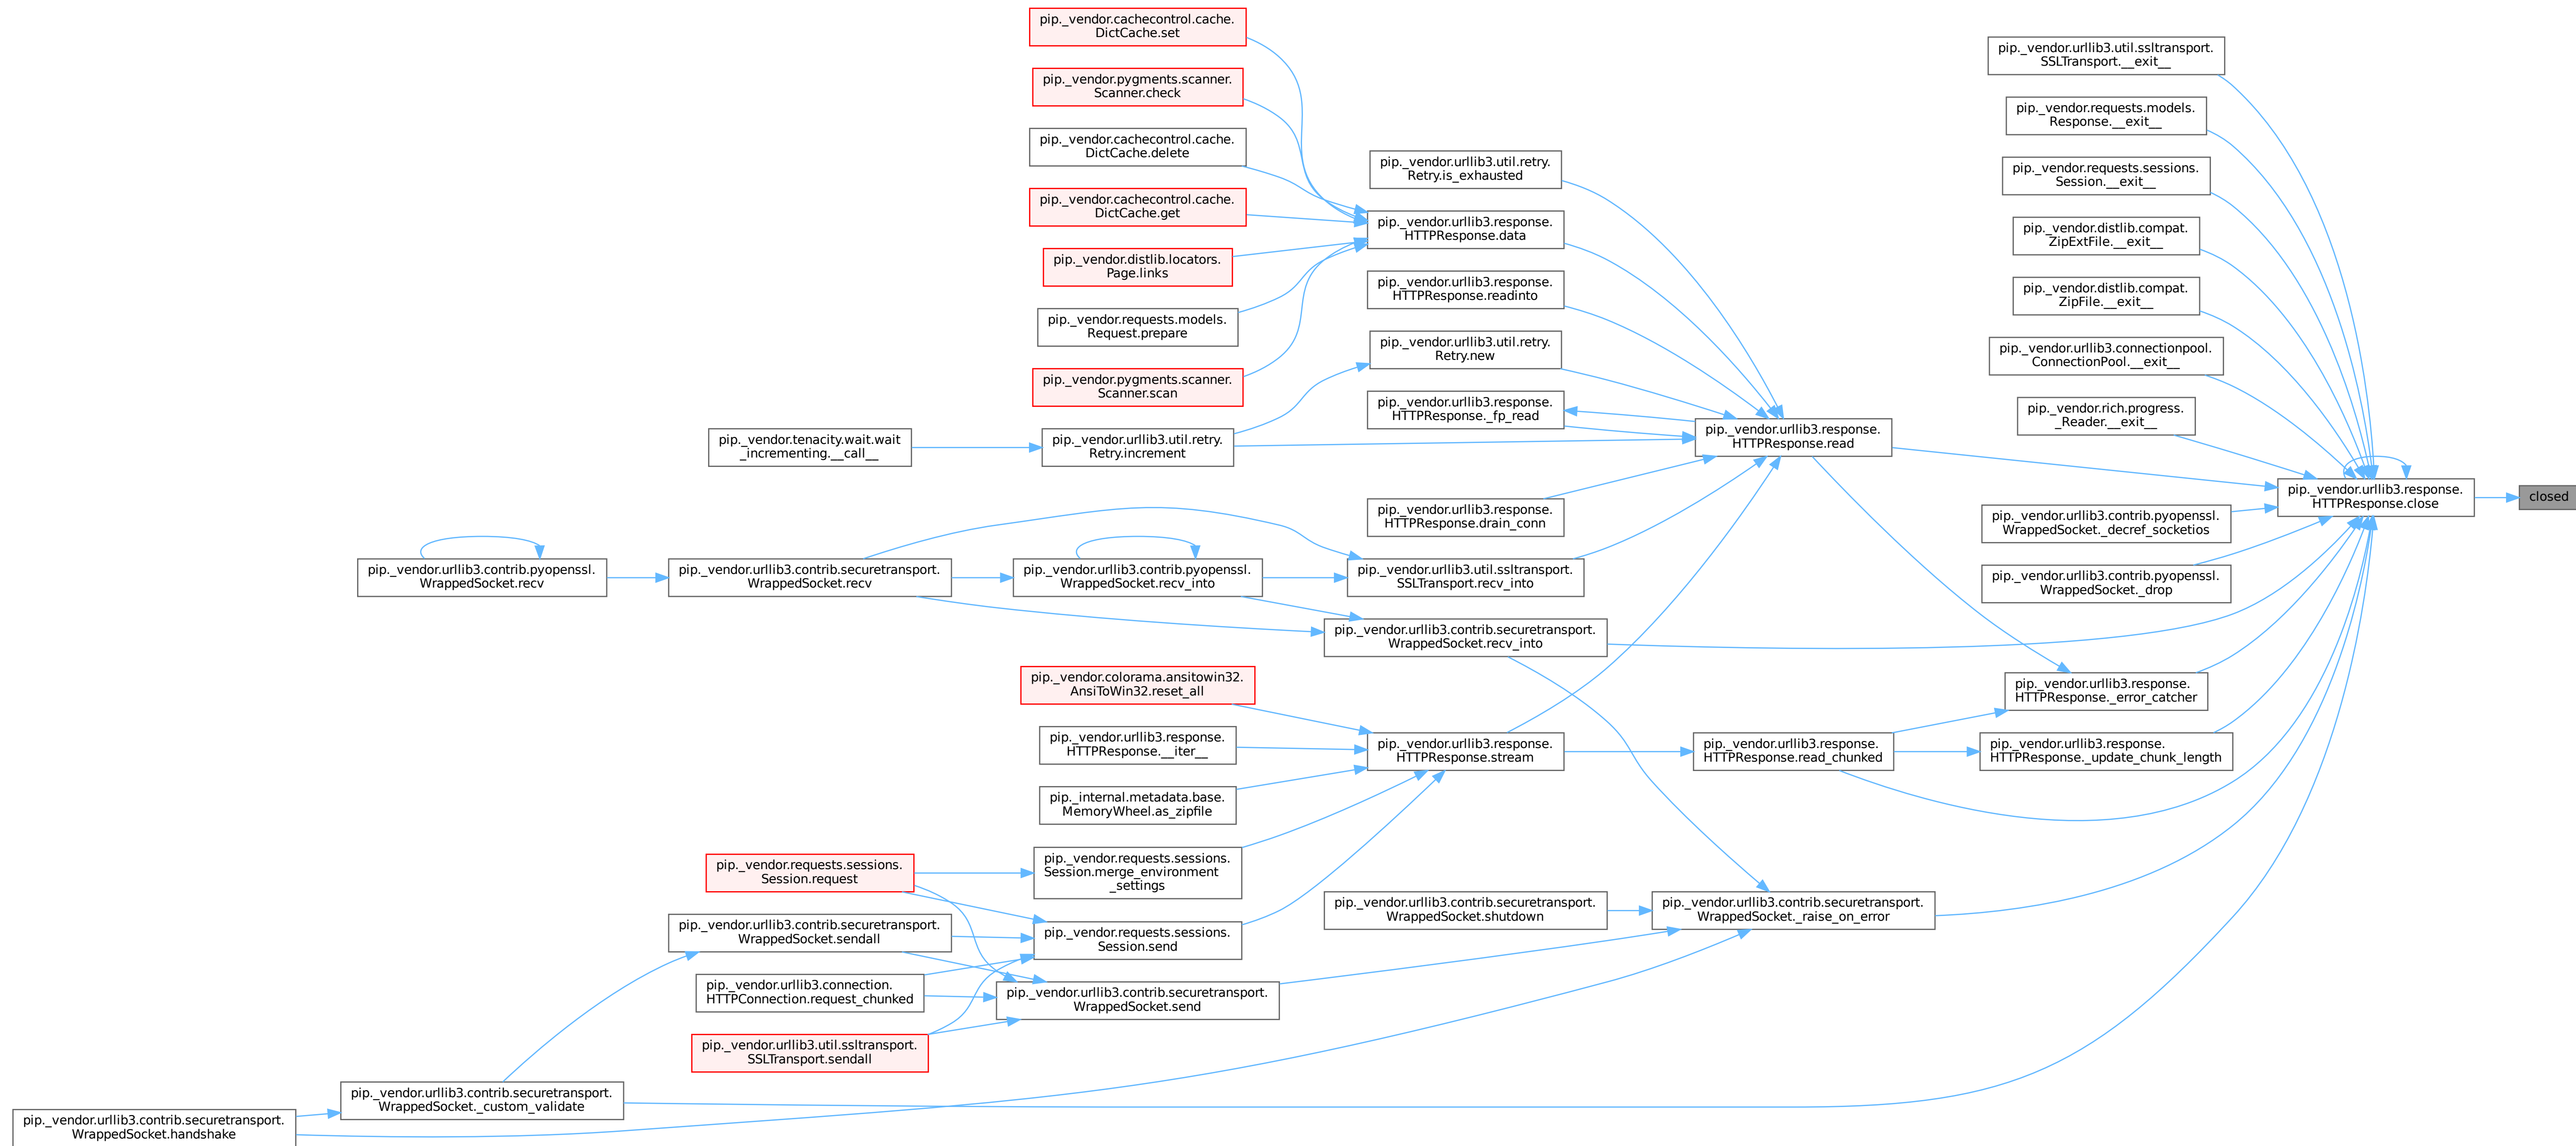 pip._vendor.cachecontrol.cache.
DictCache.set
pip._vendor.pygments.scanner.
Scanner.check
pip._vendor.cachecontrol.cache.
DictCache.delete
pip._vendor.cachecontrol.cache.
DictCache.get
pip._vendor.distlib.locators.
Page.links
pip._vendor.requests.models.
Request.prepare
pip._vendor.pygments.scanner.
Scanner.scan
pip._vendor.tenacity.wait.wait
_incrementing.__call__
pip._vendor.urllib3.util.retry.
Retry.increment
pip._vendor.urllib3.util.retry.
Retry.is_exhausted
pip._vendor.urllib3.response.
HTTPResponse.data
pip._vendor.urllib3.response.
HTTPResponse.readinto
pip._vendor.urllib3.util.retry.
Retry.new
pip._vendor.urllib3.response.
HTTPResponse._fp_read
pip._vendor.urllib3.response.
HTTPResponse.read
pip._vendor.urllib3.response.
HTTPResponse.drain_conn
pip._vendor.urllib3.util.ssltransport.
SSLTransport.__exit__
pip._vendor.requests.models.
Response.__exit__
pip._vendor.requests.sessions.
Session.__exit__
pip._vendor.distlib.compat.
ZipExtFile.__exit__
pip._vendor.distlib.compat.
ZipFile.__exit__
pip._vendor.urllib3.connectionpool.
ConnectionPool.__exit__
pip._vendor.rich.progress.
_Reader.__exit__
pip._vendor.urllib3.response.
HTTPResponse.close
closed
pip._vendor.urllib3.contrib.pyopenssl.
WrappedSocket._decref_socketios
pip._vendor.urllib3.contrib.pyopenssl.
WrappedSocket._drop
pip._vendor.urllib3.contrib.pyopenssl.
WrappedSocket.recv
pip._vendor.urllib3.contrib.securetransport.
WrappedSocket.recv
pip._vendor.urllib3.contrib.pyopenssl.
WrappedSocket.recv_into
pip._vendor.urllib3.util.ssltransport.
SSLTransport.recv_into
pip._vendor.urllib3.contrib.securetransport.
WrappedSocket.recv_into
pip._vendor.colorama.ansitowin32.
AnsiToWin32.reset_all
pip._vendor.urllib3.response.
HTTPResponse.__iter__
pip._internal.metadata.base.
MemoryWheel.as_zipfile
pip._vendor.urllib3.response.
HTTPResponse.stream
pip._vendor.urllib3.response.
HTTPResponse.read_chunked
pip._vendor.urllib3.response.
HTTPResponse._error_catcher
pip._vendor.urllib3.response.
HTTPResponse._update_chunk_length
pip._vendor.requests.sessions.
Session.request
pip._vendor.requests.sessions.
Session.merge_environment
_settings
pip._vendor.urllib3.contrib.securetransport.
WrappedSocket.shutdown
pip._vendor.urllib3.contrib.securetransport.
WrappedSocket._raise_on_error
pip._vendor.urllib3.contrib.securetransport.
WrappedSocket.sendall
pip._vendor.requests.sessions.
Session.send
pip._vendor.urllib3.connection.
HTTPConnection.request_chunked
pip._vendor.urllib3.contrib.securetransport.
WrappedSocket.send
pip._vendor.urllib3.util.ssltransport.
SSLTransport.sendall
pip._vendor.urllib3.contrib.securetransport.
WrappedSocket._custom_validate
pip._vendor.urllib3.contrib.securetransport.
WrappedSocket.handshake